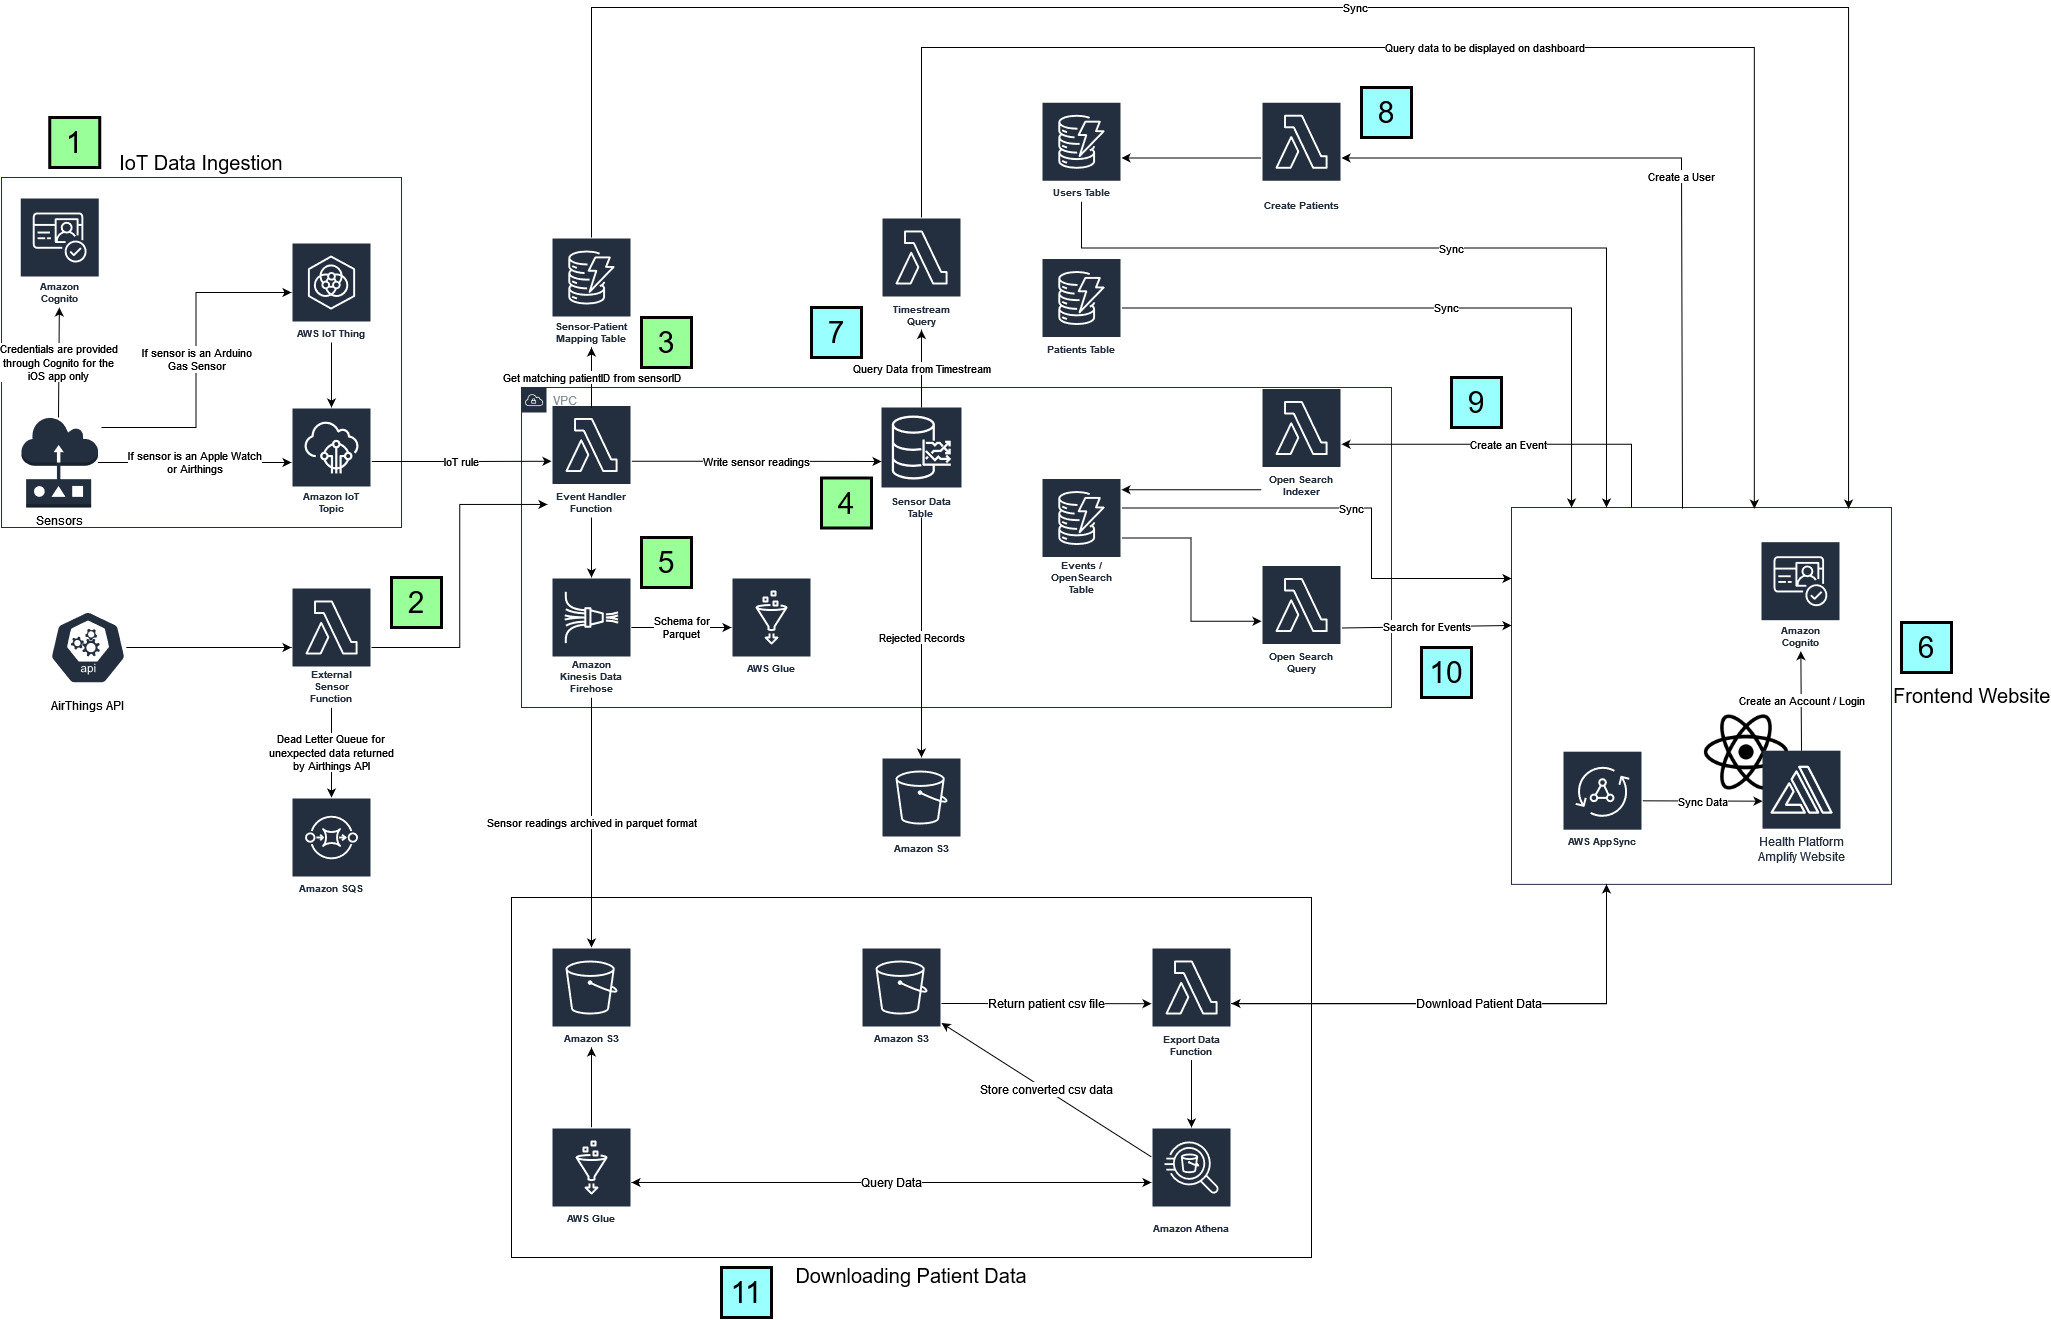 Sync
Query data to be displayed on dashboard
8
1
IoT Data Ingestion
Create a User
Users Table
Create Patients
Sync
Amazon
Cognito
AWS IoT Thing
Sensor-Patient
Mapping Table
3
7
Timestream
Query
Sync
Patients Table
Credentials are provided
through Cognito for the
iOS app only
If sensor is an Arduino
Gas Sensor
Get matching patientID from sensorID
Query Data from Timestream
VPC
9
Create an Event
If sensor is an Apple Watch
or Airthings
IoT rule
Write sensor readings
Open Search
Indexer
Amazon IoT
Topic
Event Handler
Function
4
Sensor Data
Table
Sync
Sensors
5
Events /
OpenSearch
Table
2
Schema for
Parquet
Search for Events
Rejected Records
Amazon
Cognito
6
api
External
Sensor
Function
Amazon
Kinesis Data
Firehose
AWS Glue
Open Search
Query
10
Frontend Website
AirThings API
Create an Account / Login
Dead Letter Queue for
unexpected data returned
by Airthings API
Sync Data
Sensor readings archived in parquet format
Amazon S3
AWS AppSync
Health Platform
Amplify Website
Amazon SQS
Return patient csv file
Download Patient Data
Amazon S3
Amazon S3
Export Data
Function
Store converted csv data
Query Data
AWS Glue
Amazon Athena
11
Downloading Patient Data